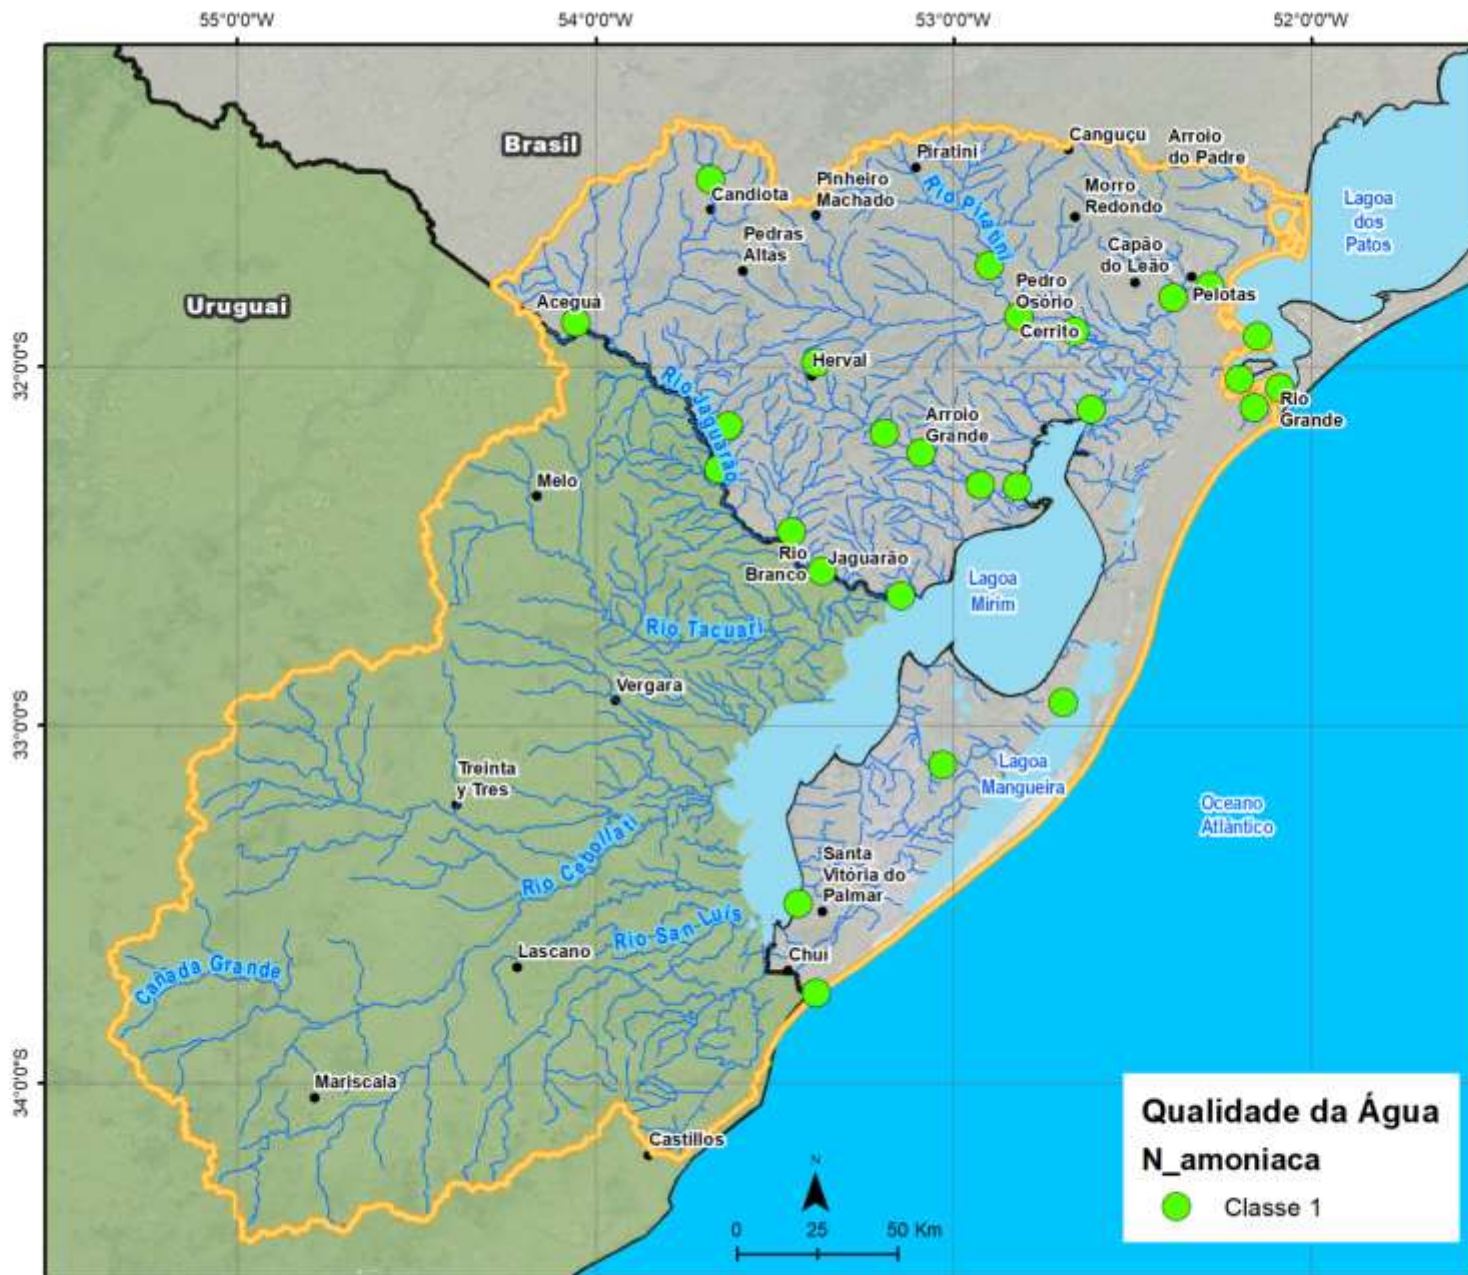 55°0'0"W
54°0'0"W
53°0'0"W
52°0'0"W
Brasil
Canguçu
Arroio
do Padre
Piratini
Rio Piratini
Pinheiro
Machado
Candiota
Morro
Redondo
Lagoa
dos
Patos
Pedras
Altas
Capão
do Leão
Uruguai
Aceguá
Pedro
Osório
Pelotas
Cerrito
32°0'0"S
Herval
Rio Jaguarão
Arroio
Grande
Rio
Grande
Melo
Rio
Branco
Jaguarão
Lagoa
Mirim
Rio Tacuarí
Vergara
33°0'0"S
Treinta
y Tres
Lagoa
Mangueira
Oceano
Atlântico
Rio Cebollatí
Santa
Vitória do
Palmar
Rio San Luís
Lascano
Chuí
Cañada Grande
34°0'0"S
Mariscala
Castillos
Qualidade da Água
N_amoniaca
Classe 1
N
0 25 50 Km